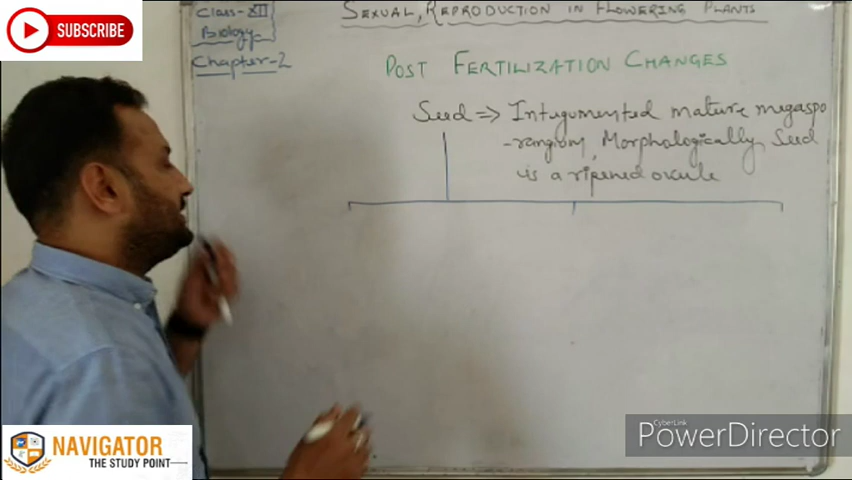 SUBSCRIBE
Class-XII
Biology
Chapter-2
SEXUAL REPRODUCTION IN FLOWERING PLANTS
POST FERTILIZATION CHANGES
Seed => Integumented mature megaspo
-rangium, Morphologically, Seed
is a ripened ovule
NAVIGATOR
THE STUDY POINT
CyberLink
PowerDirector